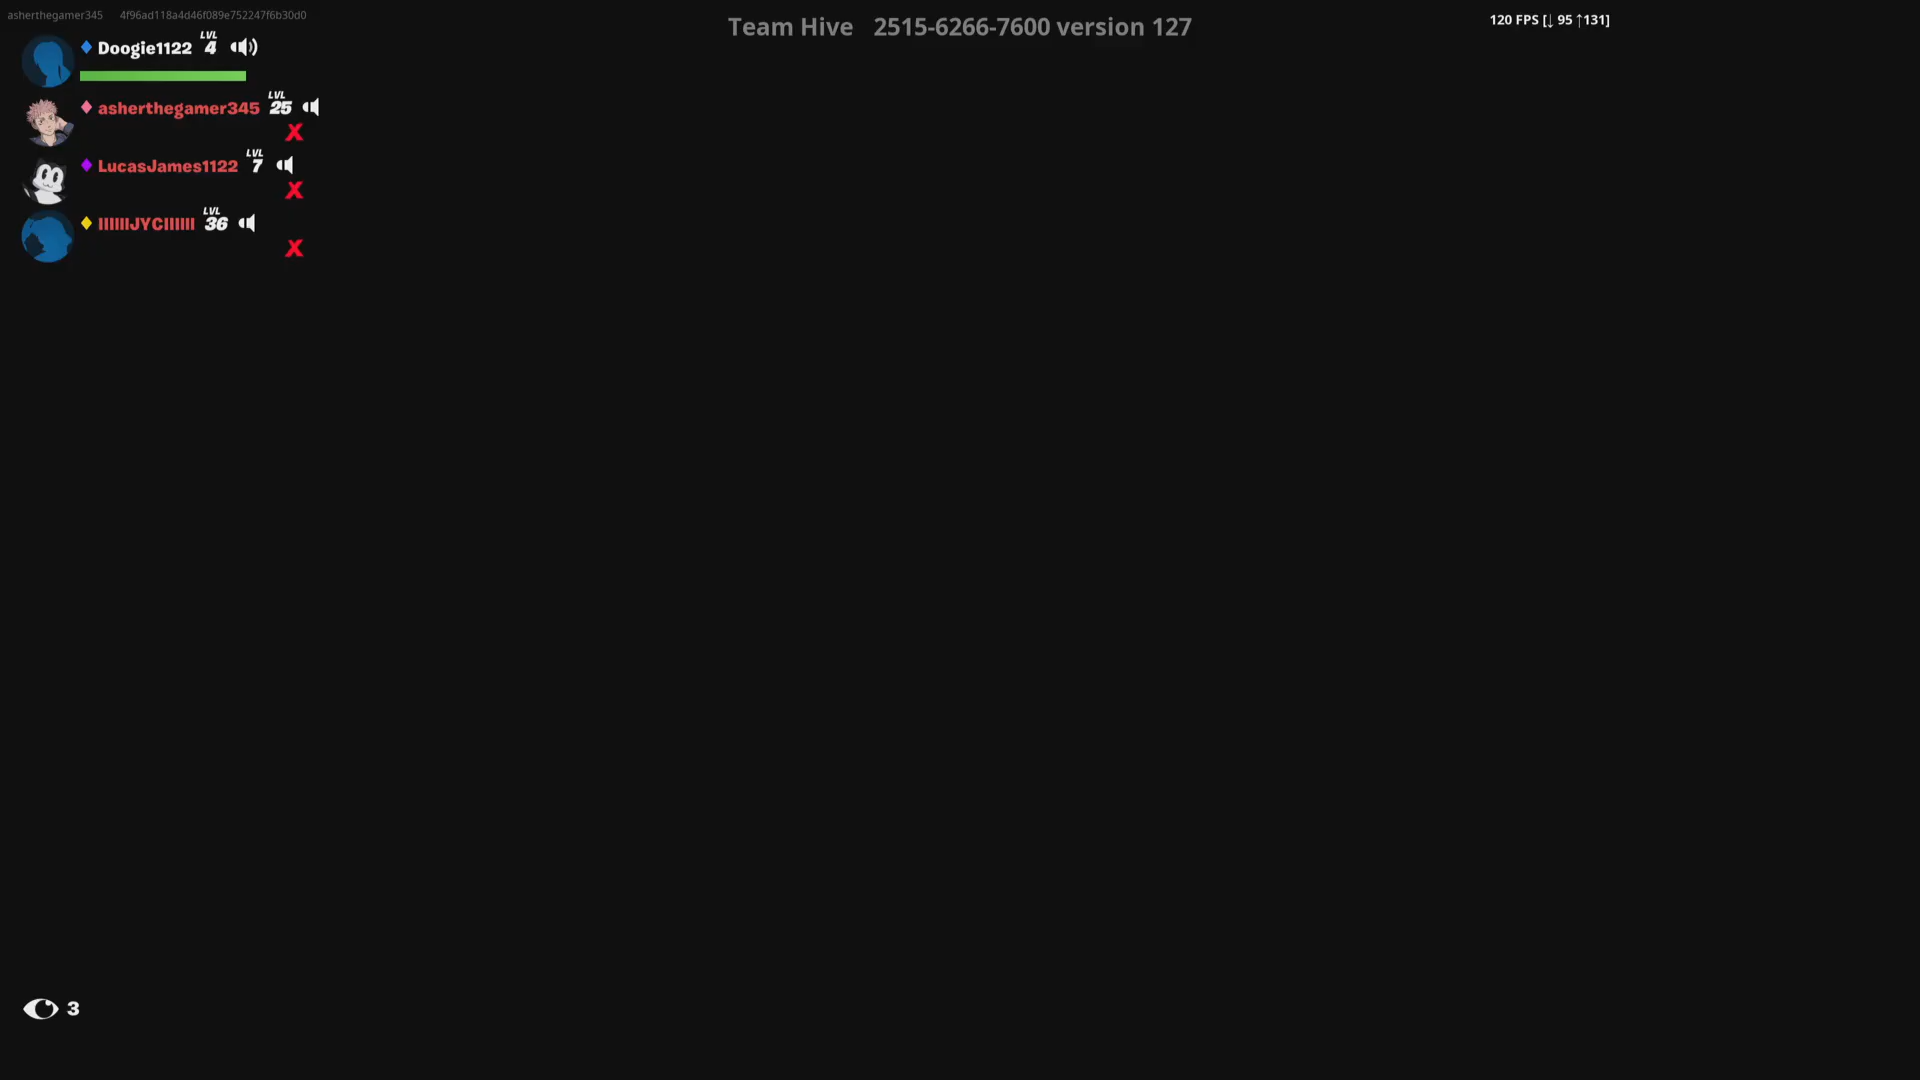 asherthegamer345 4f96ad118a4d46f089e752247f6b30d0
Team Hive 2515-6266-7600 version 127
120 FPS [↓ 95 ↑131]
Doogie1122 LVL 4
asherthegamer345 LVL 25
X
LucasJames1122 LVL 7
X
IIIIIIJYCIIIIII LVL 36
X
3